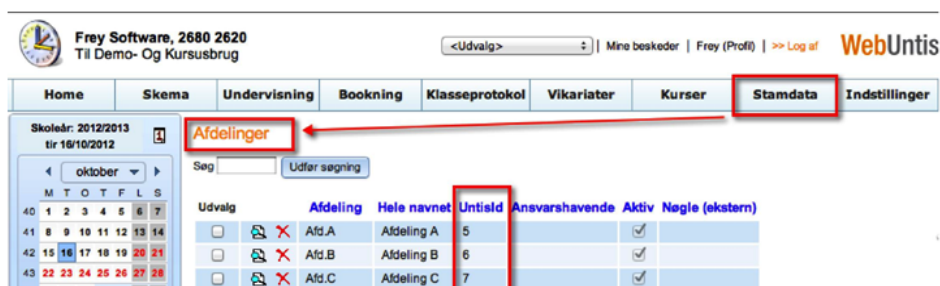 Frey Software, 2680 2620
Til Demo- Og Kursusbrug
<Udvalg> | Mine beskeder | Frey (Profil) | >> Log af
WebUntis
Home Skema Undervisning Bookning Klasseprotokol Vikariater Kurser Stamdata Indstillinger
Skoleår: 2012/2013
tir 16/10/2012
1
oktober
M T O T F L S
40 1 2 3 4 5 6 7
41 8 9 10 11 12 13 14
42 15 16 17 18 19 20 21
43 22 23 24 25 26 27 28
Afdelinger
Søg Udfør søgning
Udvalg Afdeling Hele navnet UntisId Ansvarshavende Aktiv Nøgle (ekstern)
Afd.A Afdeling A 5
Afd.B Afdeling B 6
Afd.C Afdeling C 7